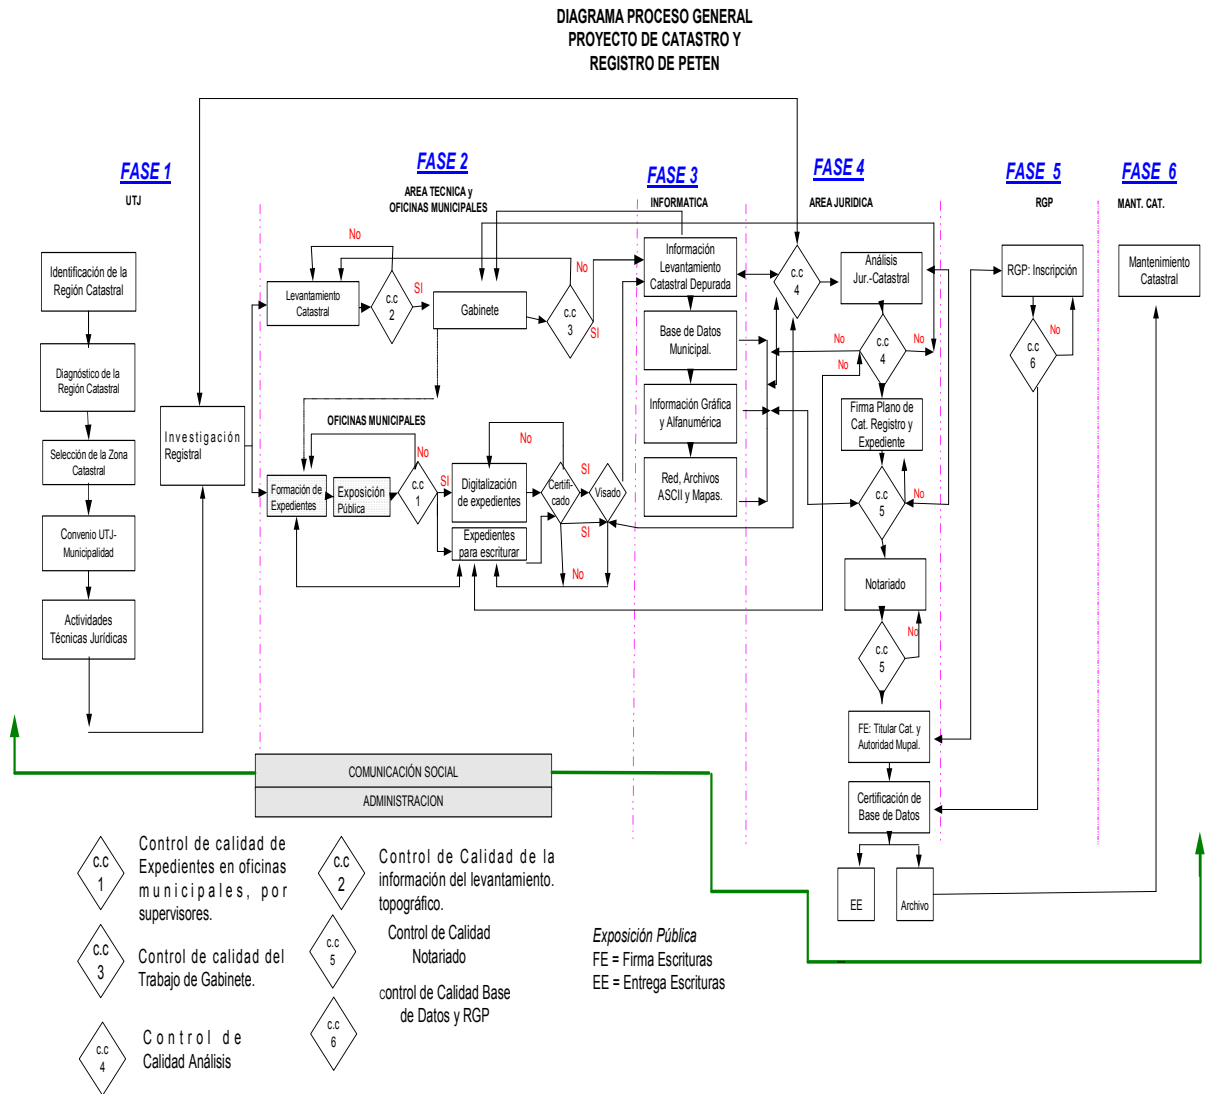 DIAGRAMA PROCESO GENERAL
PROYECTO DE CATASTRO Y
REGISTRO DE PETEN
FASE 1
UTJ
FASE 2
AREA TECNICA y
OFICINAS MUNICIPALES
FASE 3
INFORMATICA
FASE 4
AREA JURIDICA
FASE 5
RGP
FASE 6
MANT. CAT.
Identificación de la
Región Catastral
Diagnóstico de la
Región Catastral
Selección de la Zona
Catastral
Convenio UTJ-
Municipalidad
Actividades
Técnicas Jurídicas
Investigación
Registral
No
Levantamiento
Catastral
c.c
2
SI
Gabinete
No
c.c
3
SI
SI
OFICINAS MUNICIPALES
Formación de
Expedientes
Exposición
Pública
No
c.c
1
SI
No
Digitalización
de expedientes
Expedientes
para escriturar
Certifi-
cado
SI
SI
No
Visado
Información
Levantamiento
Catastral Depurada
Base de Datos
Municipal.
Información Gráfica
y Alfanumérica
Red, Archivos
ASCII y Mapas.
c.c
4
Análisis
Jur.-Catastral
No
No
No
c.c
4
Firma Plano de
Cat. Registro y
Expediente
c.c
5
No
Notariado
No
c.c
5
FE: Titular Cat. y
Autoridad Mupal.
Certificación de
Base de Datos
EE
Archivo
RGP: Inscripción
No
c.c
6
Mantenimiento
Catastral
COMUNICACIÓN SOCIAL
ADMINISTRACION
c.c
1
Control de calidad de
Expedientes en oficinas
municipales, por
supervisores.
c.c
2
Control de Calidad de la
información del levantamiento.
topográfico.
c.c
3
Control de calidad del
Trabajo de Gabinete.
c.c
5
Control de Calidad
Notariado
c.c
4
Control de
Calidad Análisis
c.c
6
control de Calidad Base
de Datos y RGP
Exposición Pública
FE = Firma Escrituras
EE = Entrega Escrituras